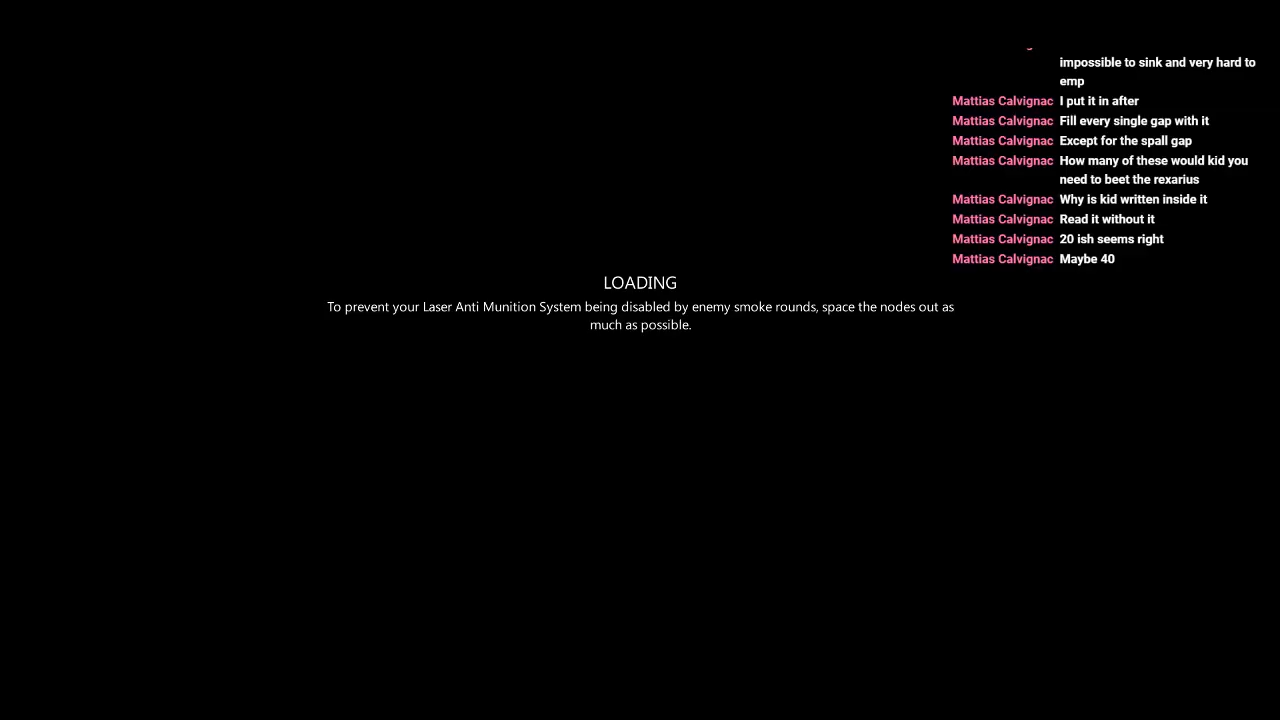 impossible to sink and very hard to
emp
Mattias Calvignac I put it in after
Mattias Calvignac Fill every single gap with it
Mattias Calvignac Except for the spall gap
Mattias Calvignac How many of these would kid you
need to beet the rexarius
Mattias Calvignac Why is kid written inside it
Mattias Calvignac Read it without it
Mattias Calvignac 20 ish seems right
Mattias Calvignac Maybe 40
LOADING
To prevent your Laser Anti Munition System being disabled by enemy smoke rounds, space the nodes out as
much as possible.